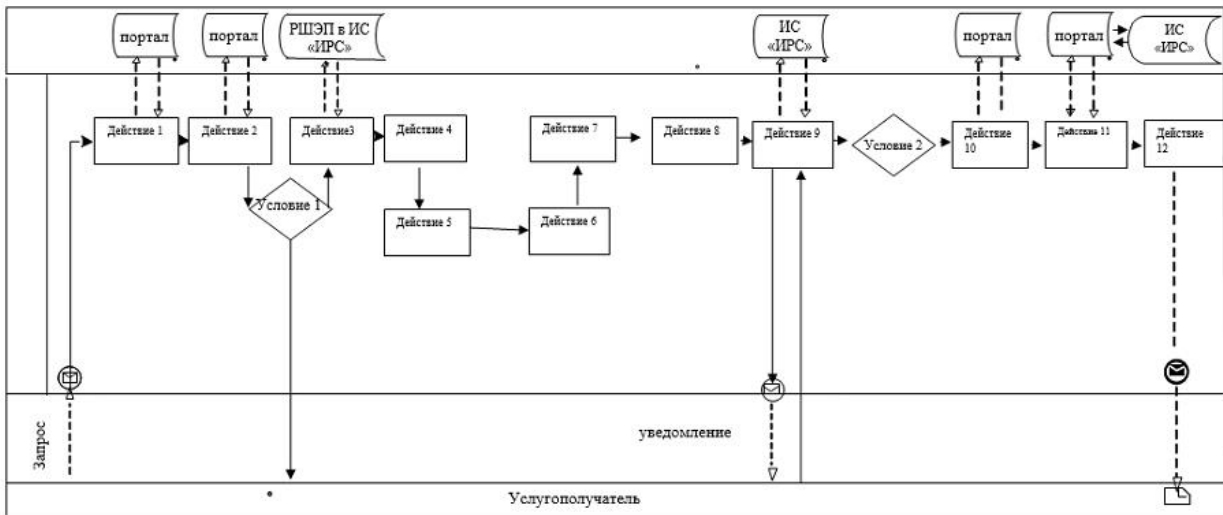 портал
портал
РШЭП в ИС
«ИРС»
ИС
«ИРС»
портал
портал
ИС
«ИРС»
Действие 1
Действие 2
Действие3
Действие 4
Действие 7
Действие 8
Действие 9
Условие 2
Действие
10
Действие 11
Действие
12
Условие 1
Действие 5
Действие 6
Запрос
уведомление
Услугополучатель